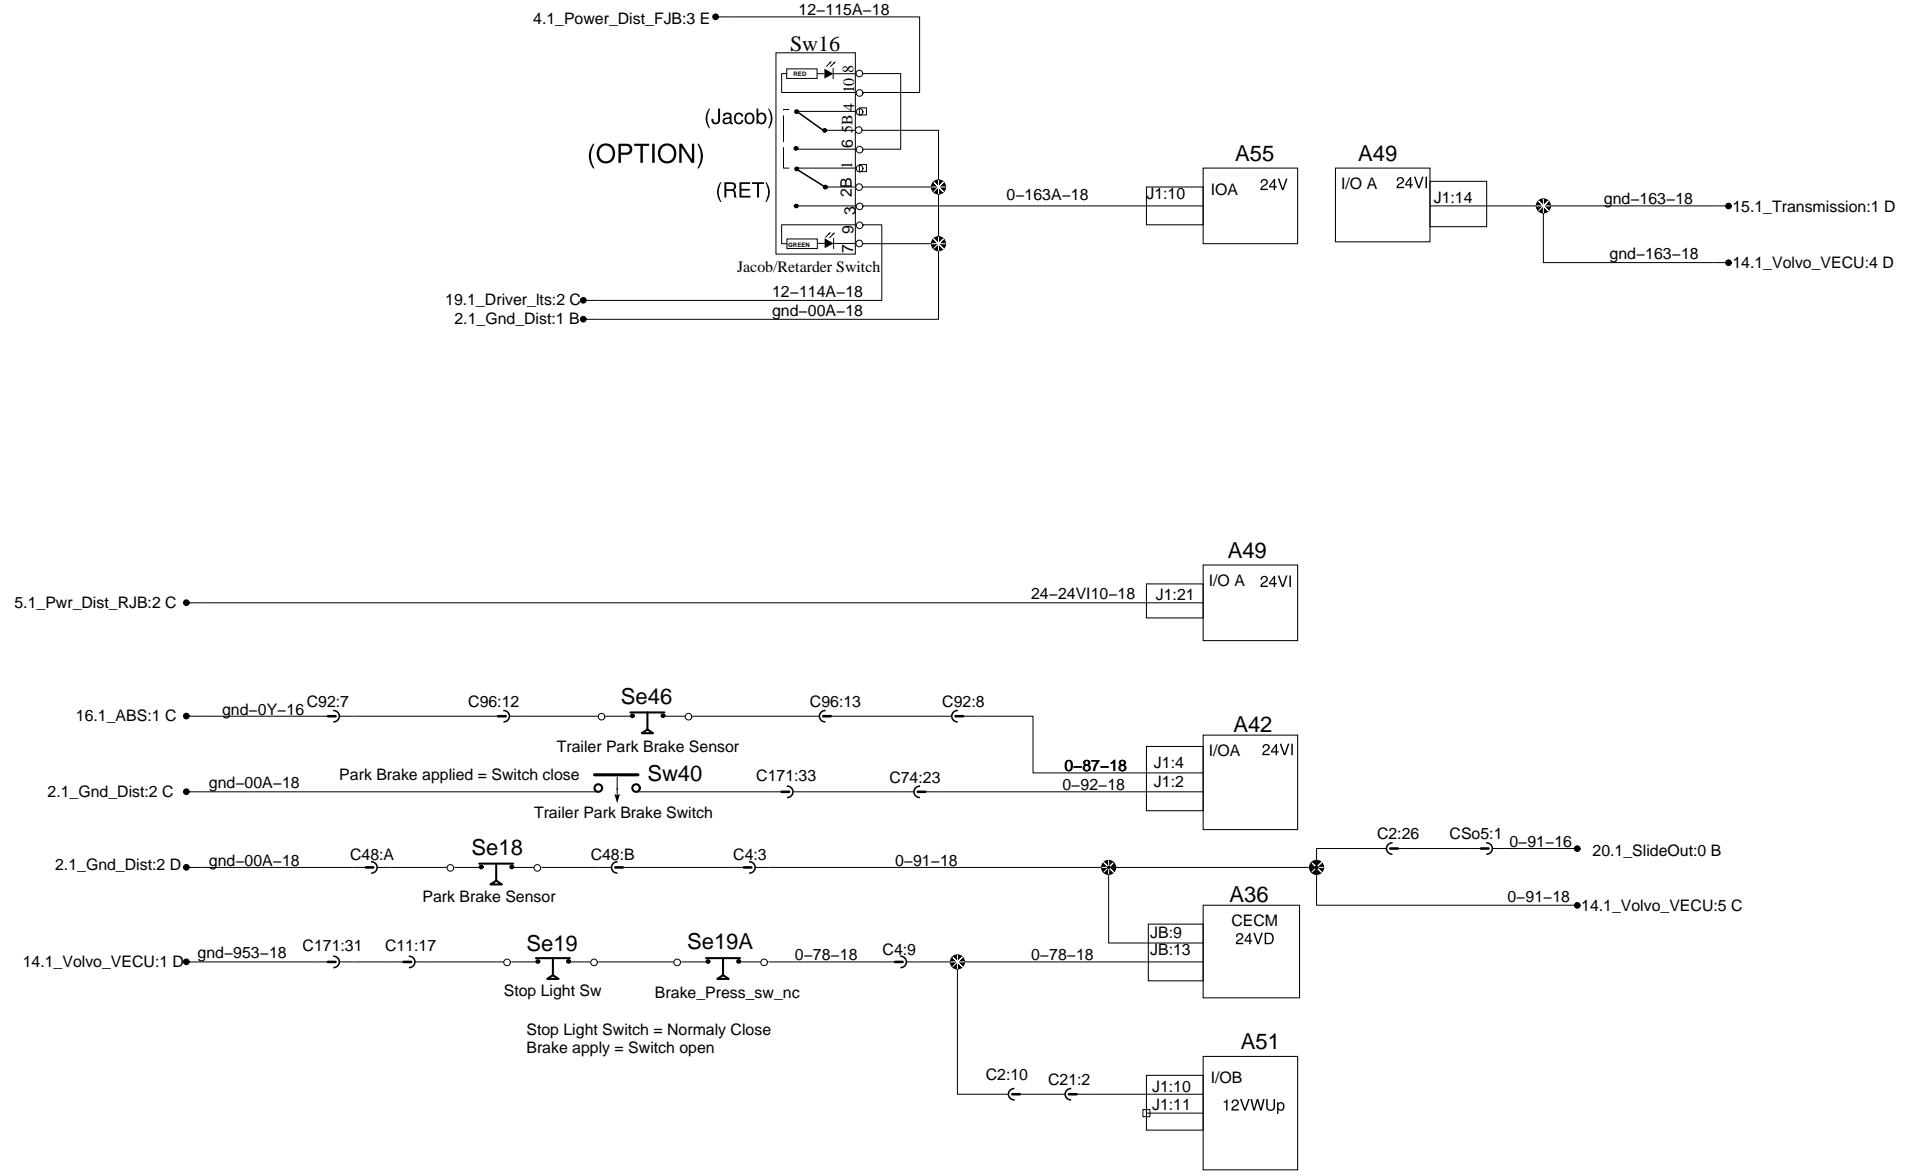 4.1_Power_Dist_FJB:3 E
12-115A-18
Sw16
RED
8
10
(Jacob)
4
5B
(OPTION)
6
1
(RET)
2B
3
9
GREEN
7
Jacob/Retarder Switch
19.1_Driver_lts:2 C
12-114A-18
2.1_Gnd_Dist:1 B
gnd-00A-18
0-163A-18
A55
J1:10
IOA
24V
A49
I/O A
24VI
J1:14
gnd-163-18
15.1_Transmission:1 D
gnd-163-18
14.1_Volvo_VECU:4 D
A49
5.1_Pwr_Dist_RJB:2 C
24-24VI10-18
J1:21
I/O A
24VI
16.1_ABS:1 C
gnd-0Y-16
C92:7
C96:12
Se46
Trailer Park Brake Sensor
C96:13
C92:8
A42
0-87-18
J1:4
I/OA
24VI
2.1_Gnd_Dist:2 C
gnd-00A-18
Park Brake applied = Switch close
Sw40
Trailer Park Brake Switch
C171:33
C74:23
0-92-18
J1:2
2.1_Gnd_Dist:2 D
gnd-00A-18
C48:A
Se18
Park Brake Sensor
C48:B
C4:3
0-91-18
C2:26
CSo5:1
0-91-16
20.1_SlideOut:0 B
0-91-18
14.1_Volvo_VECU:5 C
A36
CECM
24VD
JB:9
JB:13
14.1_Volvo_VECU:1 D
gnd-953-18
C171:31
C11:17
Se19
Stop Light Sw
Se19A
Brake_Press_sw_nc
0-78-18
C4:9
0-78-18
Stop Light Switch = Normaly Close
Brake apply = Switch open
A51
C2:10
C21:2
J1:10
J1:11
I/OB
12VWUp